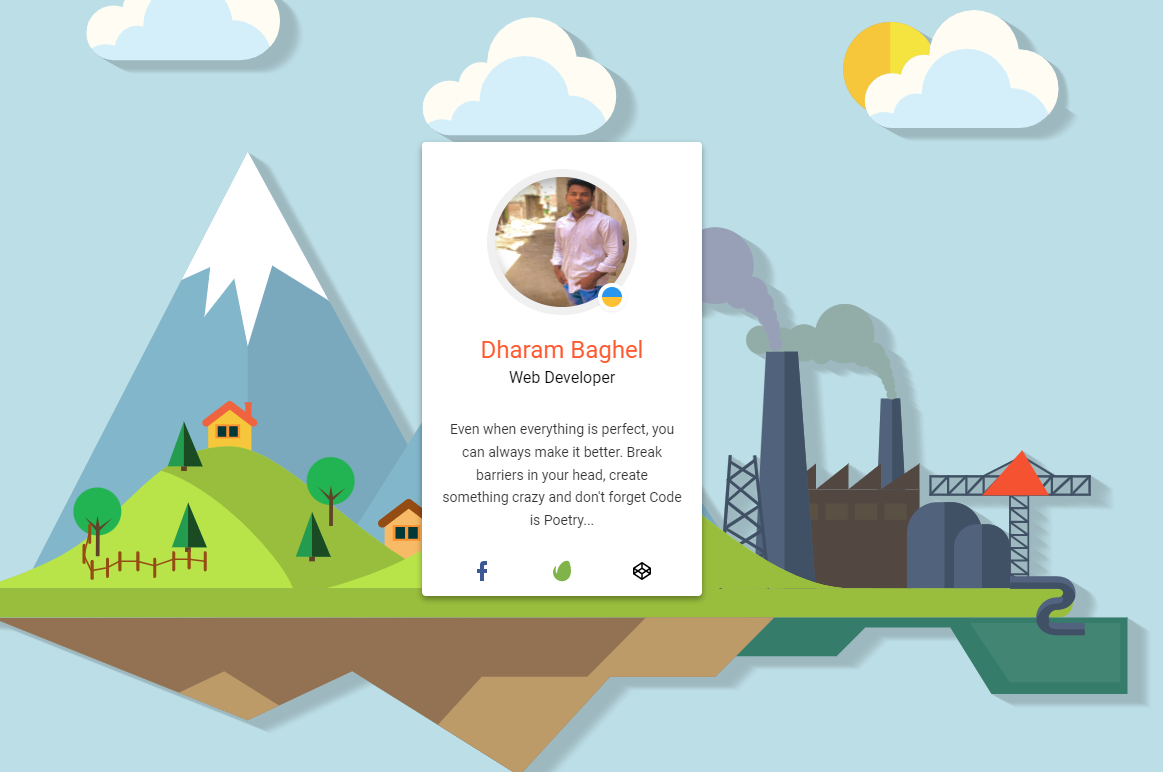 Dharam Baghel
Web Developer
Even when everything is perfect, you
can always make it better. Break
barriers in your head, create
something crazy and don't forget Code
is Poetry...